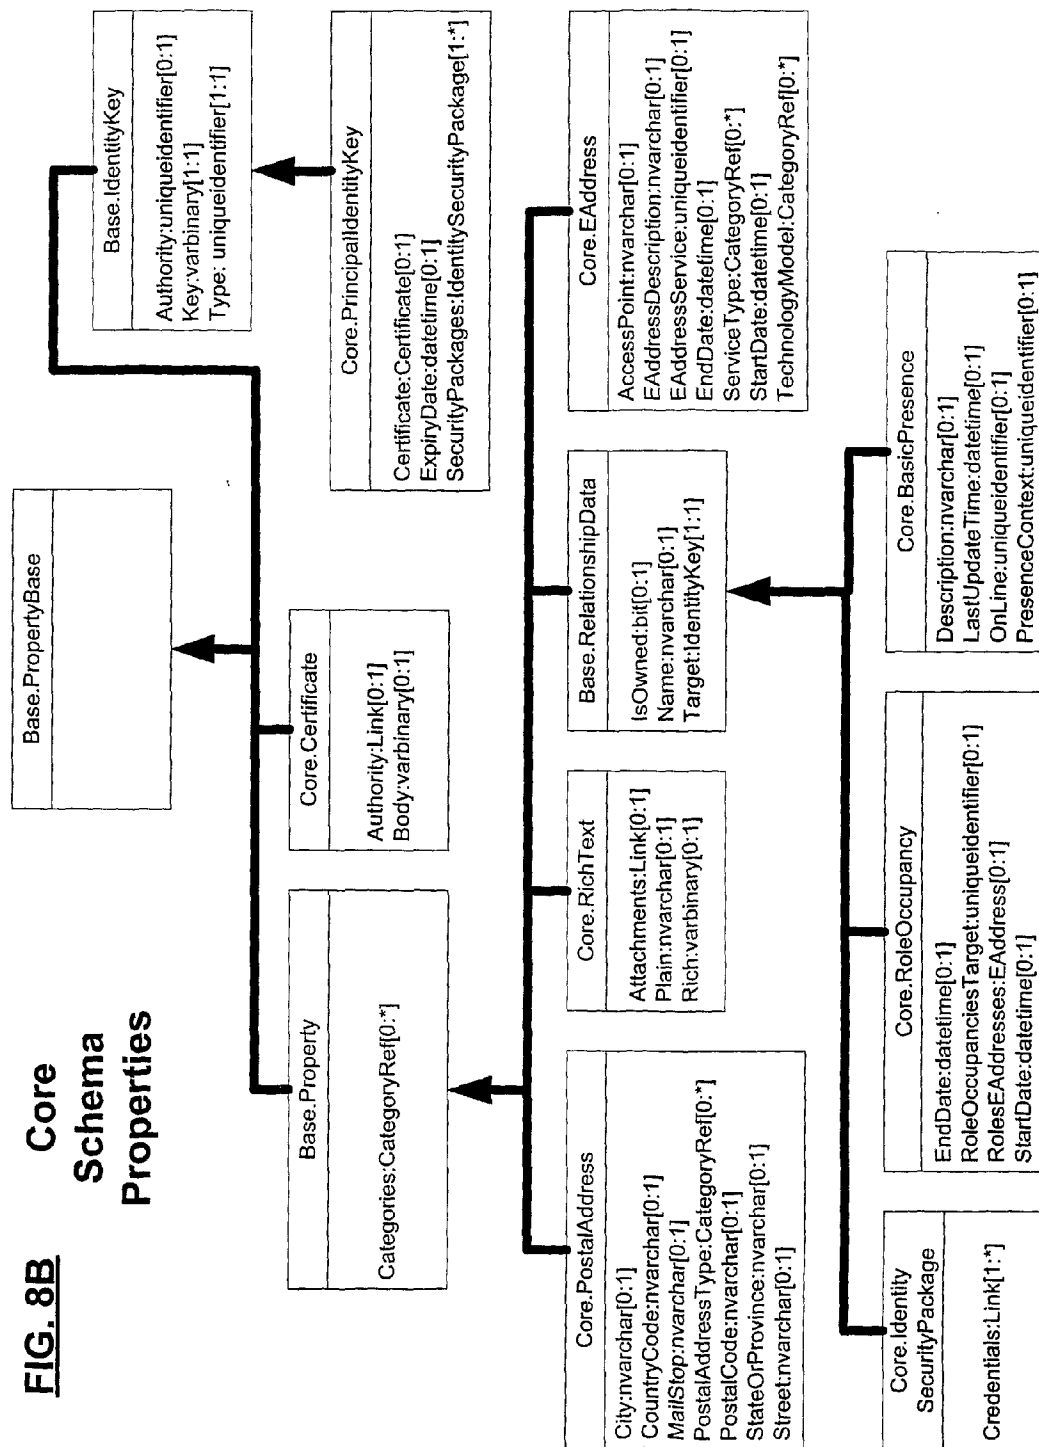 FIG. 8B
Core
Schema
Properties
Base.PropertyBase
Base.Property
Categories:CategoryRef[0:*]
Core.Certificate
Authority:Link[0:1]
Body:varbinary[0:1]
Base.IdentityKey
Authority:uniqueidentifier[0:1]
Key:varbinary[1:1]
Type: uniqueidentifier[1:1]
Core.PrincipalIdentityKey
Certificate:Certificate[0:1]
ExpiryDate:datetime[0:1]
SecurityPackages:IdentitySecurityPackage[1:*]
Core.PostalAddress
City:nvarchar[0:1]
CountryCode:nvarchar[0:1]
MailStop:nvarchar[0:1]
PostalAddressType:CategoryRef[0:*]
PostalCode:nvarchar[0:1]
StateOrProvince:nvarchar[0:1]
Street:nvarchar[0:1]
Core.RichText
Attachments:Link[0:1]
Plain:nvarchar[0:1]
Rich:varbinary[0:1]
Base.RelationshipData
IsOwned:bit[0:1]
Name:nvarchar[0:1]
Target:IdentityKey[1:1]
Core.EAddress
AccessPoint:nvarchar[0:1]
EAddressDescription:nvarchar[0:1]
EAddressService:uniqueidentifier[0:1]
EndDate:datetime[0:1]
ServiceType:CategoryRef[0:*]
StartDate:datetime[0:1]
TechnologyModel:CategoryRef[0:*]
Core.Identity
SecurityPackage
Credentials:Link[1:*]
Core.RoleOccupancy
EndDate:datetime[0:1]
RoleOccupanciesTarget:uniqueidentifier[0:1]
RolesEAddresses:EAddress[0:1]
StartDate:datetime[0:1]
Core.BasicPresence
Description:nvarchar[0:1]
LastUpdateTime:datetime[0:1]
OnLine:uniqueidentifier[0:1]
PresenceContext:uniqueidentifier[0:1]